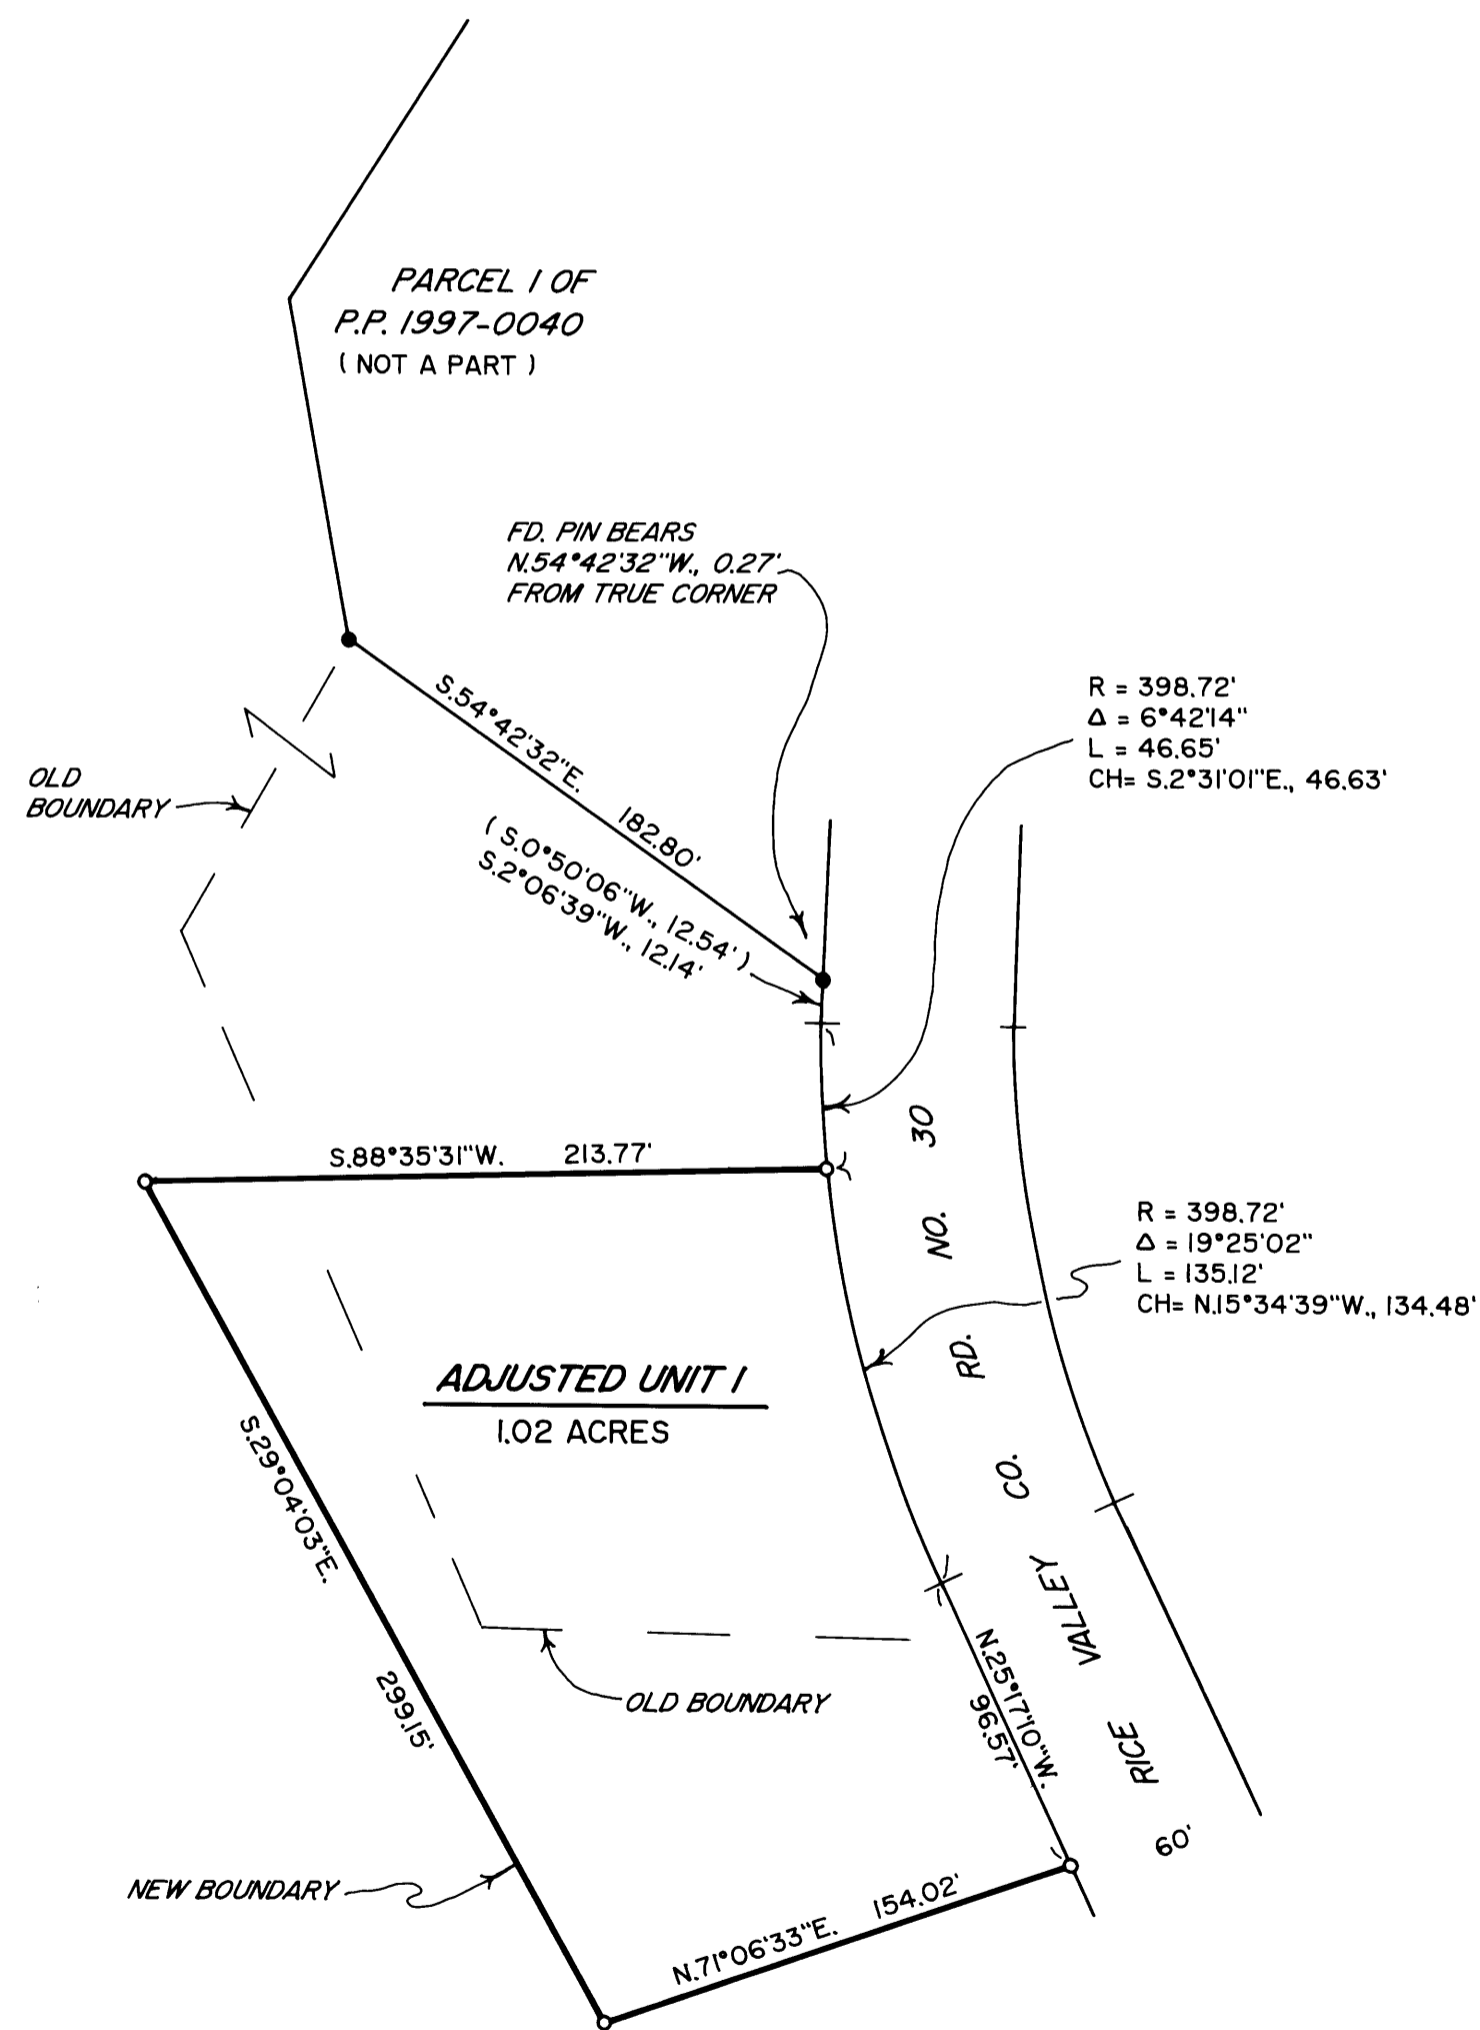 PARCEL 1 OF
P.P. 1997-0040
( NOT A PART )
FD. PIN BEARS
N.54°42'32"W., 0.27'
FROM TRUE CORNER
S.54°42'32"E. 182.80'
R = 398.72'
Δ = 6°42'14"
L = 46.65'
CH= S.2°31'01"E., 46.63'
OLD
BOUNDARY
( S.0°50'06"W., 12.54' )
S.2°06'39"W., 12.14'
S.88°35'31"W. 213.77'
R = 398.72'
Δ = 19°25'02"
L = 135.12'
CH= N.15°34'39"W., 134.48'
ADJUSTED UNIT 1
1.02 ACRES
S.29°04'03"E. 299.15'
OLD BOUNDARY
N.25°17'10"W.
96.57'
RICE VALLEY CO. RD. NO. 30
60'
NEW BOUNDARY
N.71°06'33"E. 154.02'